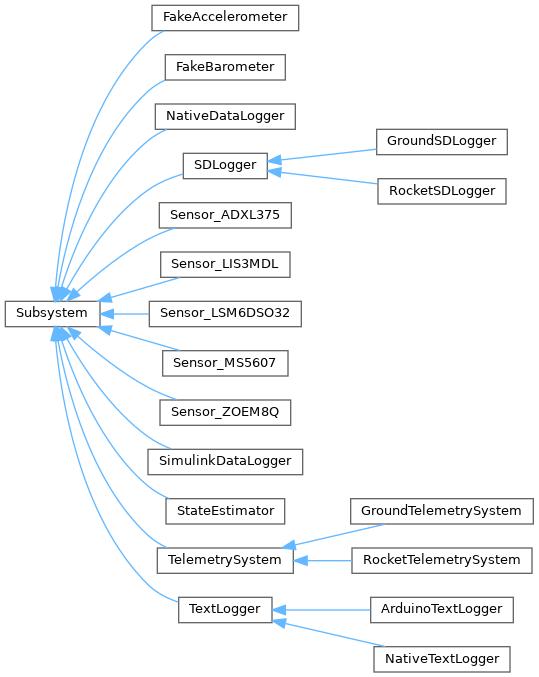 FakeAccelerometer
FakeBarometer
NativeDataLogger
GroundSDLogger
SDLogger
RocketSDLogger
Sensor_ADXL375
Sensor_LIS3MDL
Subsystem
Sensor_LSM6DSO32
Sensor_MS5607
Sensor_ZOEM8Q
SimulinkDataLogger
StateEstimator
GroundTelemetrySystem
TelemetrySystem
RocketTelemetrySystem
TextLogger
ArduinoTextLogger
NativeTextLogger